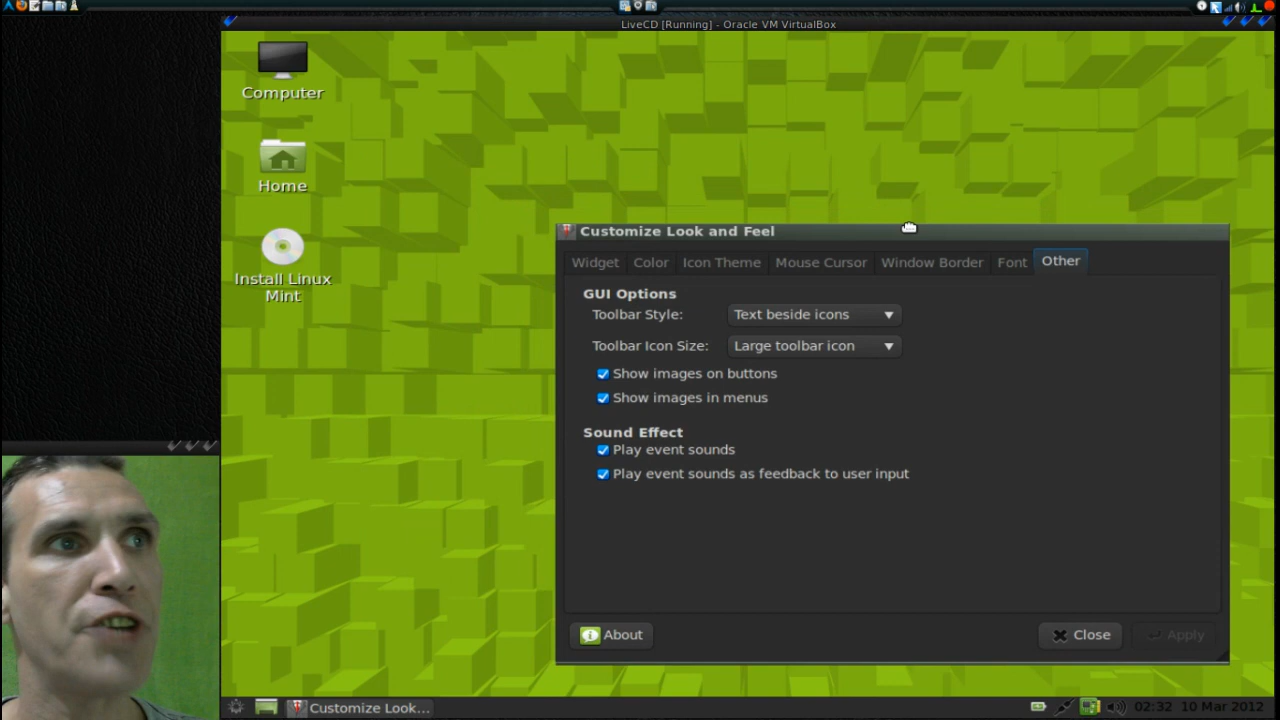 LiveCD [Running] - Oracle VM VirtualBox
Computer
Home
Install Linux
Mint
Customize Look and Feel
Widget Color Icon Theme Mouse Cursor Window Border Font Other
GUI Options
Toolbar Style: Text beside icons
Toolbar Icon Size: Large toolbar icon
Show images on buttons
Show images in menus
Sound Effect
Play event sounds
Play event sounds as feedback to user input
About Close Apply
Customize Look... 02:32 10 Mar 2012